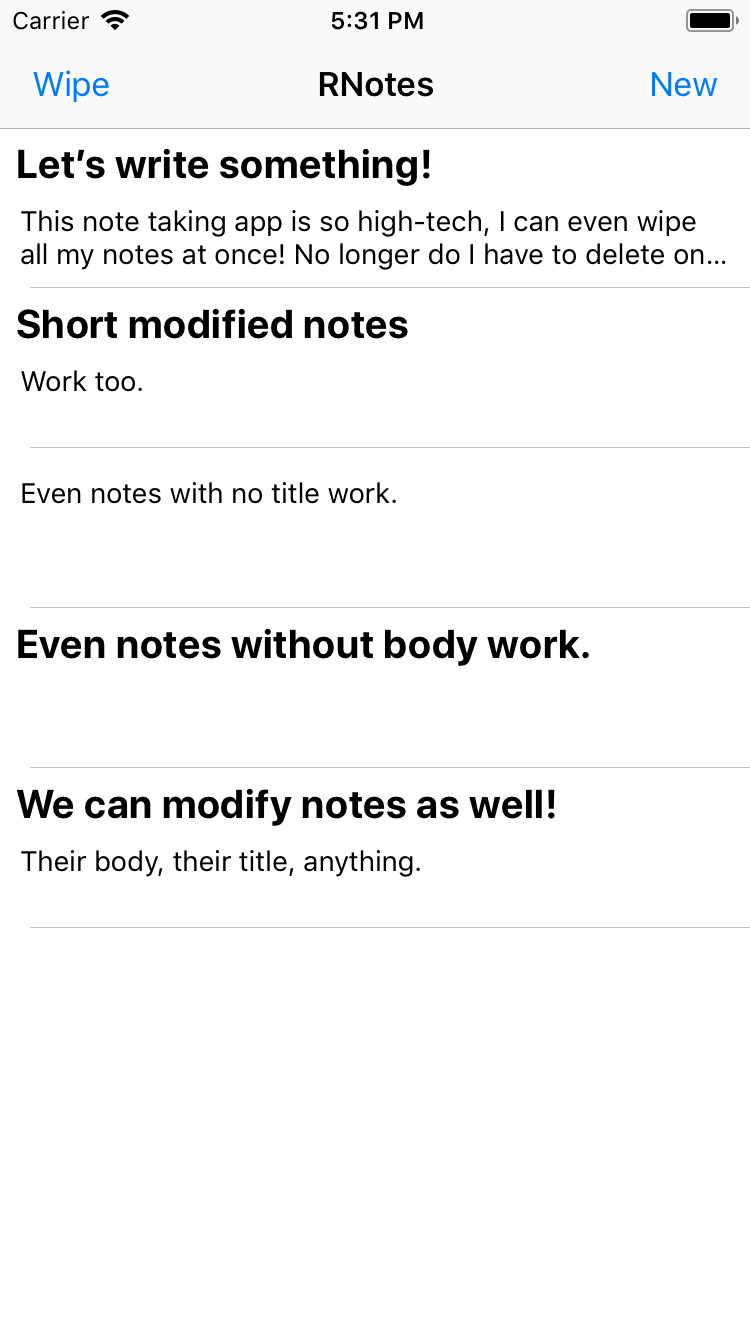 Carrier 5:31 PM
Wipe RNotes New
Let’s write something!
This note taking app is so high-tech, I can even wipe
all my notes at once! No longer do I have to delete on…
Short modified notes
Work too.
Even notes with no title work.
Even notes without body work.
We can modify notes as well!
Their body, their title, anything.